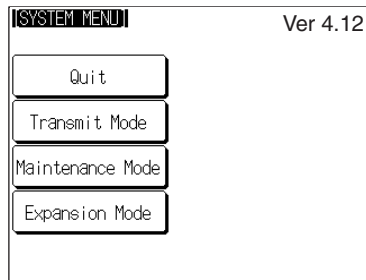 [SYSTEM MENU]
Ver 4.12
Quit
Transmit Mode
Maintenance Mode
Expansion Mode